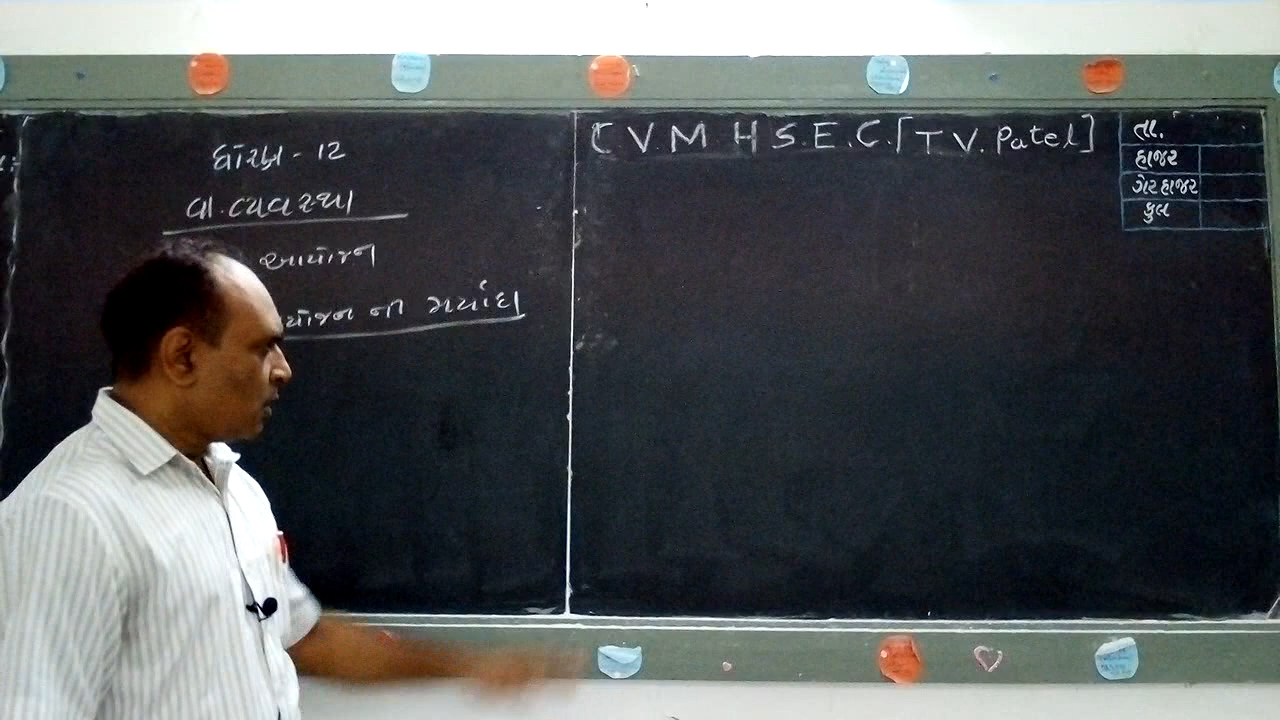 ધોરણ - 12
વા. વ્યવસ્થા
આયોજન
યોજન ની મર્યાદા
C V. M H S. E. C. [ T V. Patel ]
તા.
હાજર
ગેરહાજર
કુલ